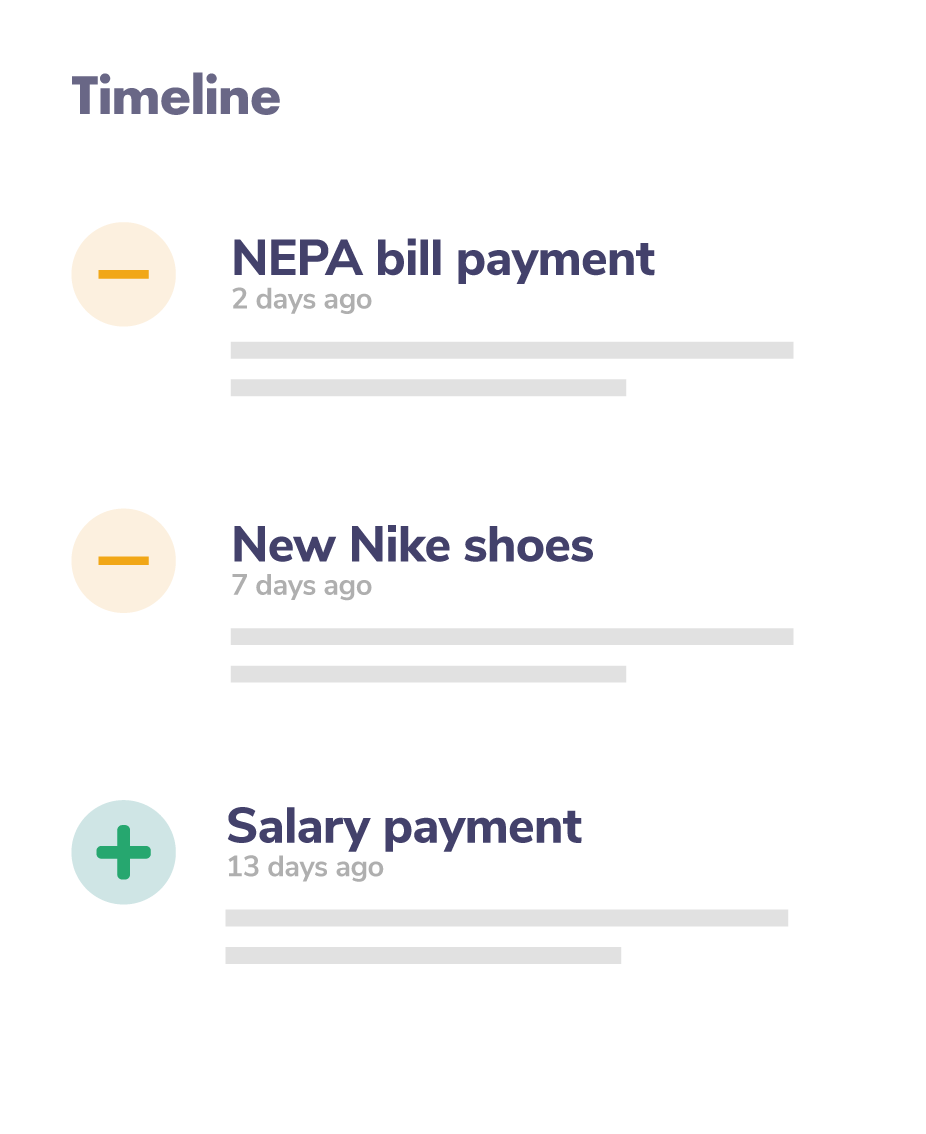 Timeline
NEPA bill payment
2 days ago
New Nike shoes
7 days ago
Salary payment
13 days ago